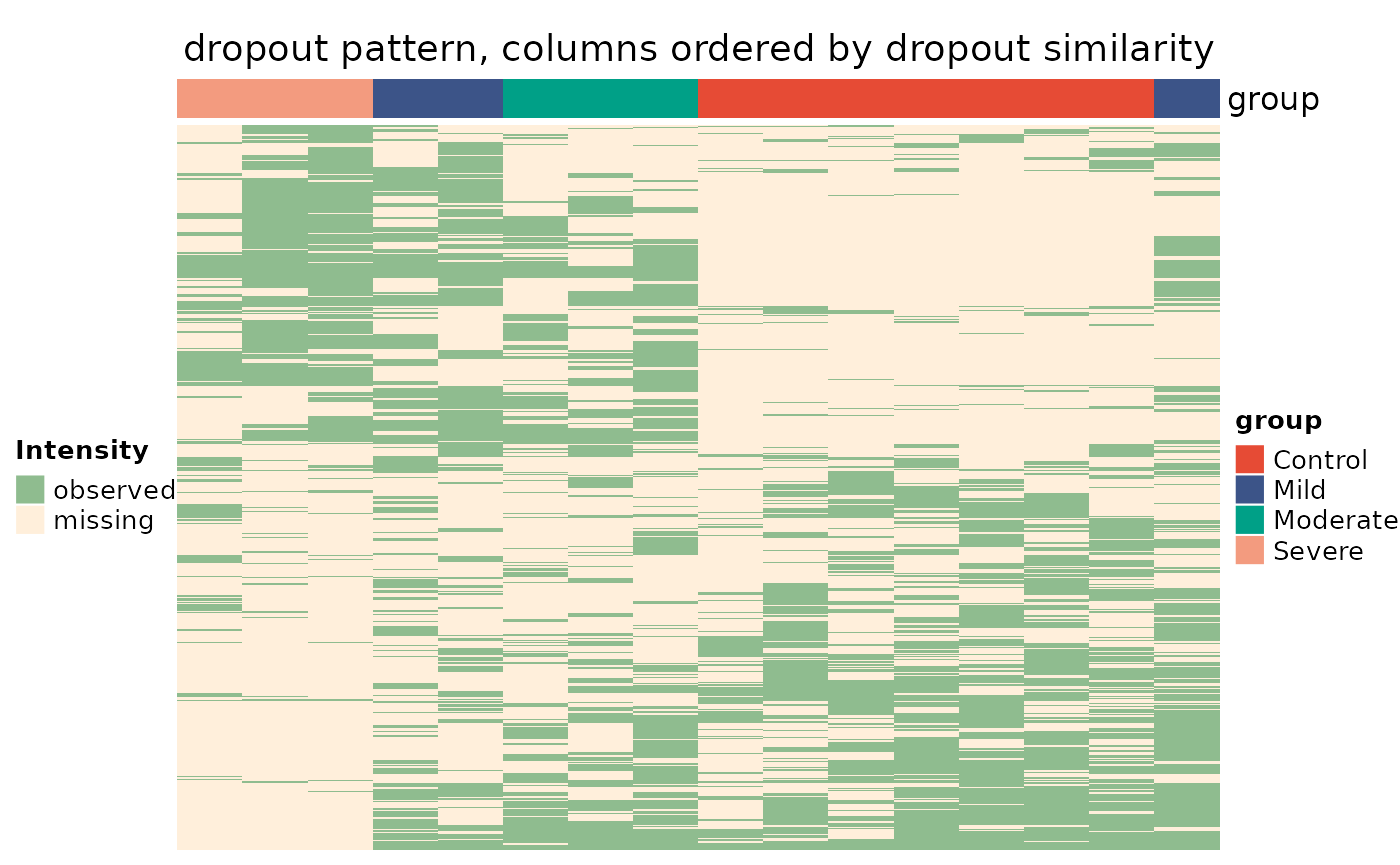 dropout pattern, columns ordered by dropout similarity
group
Intensity
observed
missing
group
Control
Mild
Moderate
Severe